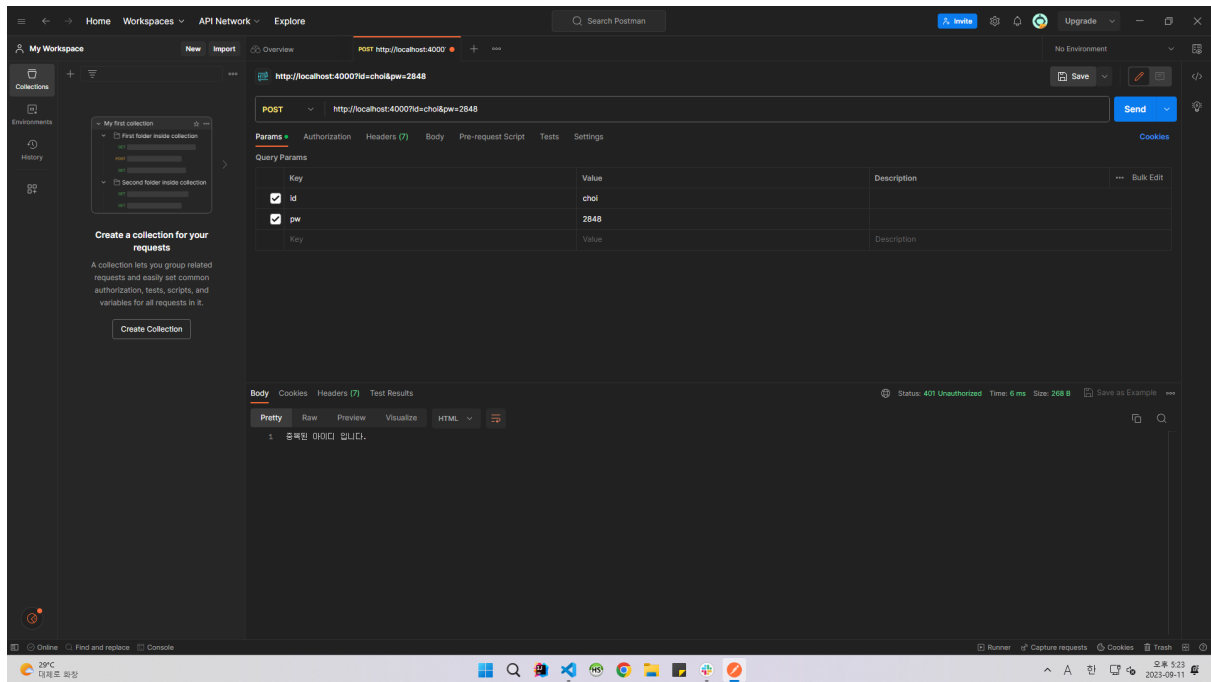 Home Workspaces API Network Explore Search Postman Invite Upgrade
My Workspace New Import Overview POST http://localhost:4000' No Environment
Collections
Environments
History
http://localhost:4000?id=choi&pw=2848 Save
POST http://localhost:4000?id=choi&pw=2848 Send
Params Authorization Headers (7) Body Pre-request Script Tests Settings Cookies
Query Params
Key Value Description Bulk Edit
id choi
pw 2848
Key Value Description
My first collection
First folder inside collection
Second folder inside collection
Create a collection for your
requests
A collection lets you group related
requests and easily set common
authorization, tests, scripts, and
variables for all requests in it.
Create Collection
Body Cookies Headers (7) Test Results Status: 401 Unauthorized Time: 6 ms Size: 268 B Save as Example
Pretty Raw Preview Visualize HTML
1 중복된 아이디 입니다.
Online Find and replace Console Runner Capture requests Cookies Trash
29°C
대체로 화창
A 한
오후 5:23
2023-09-11